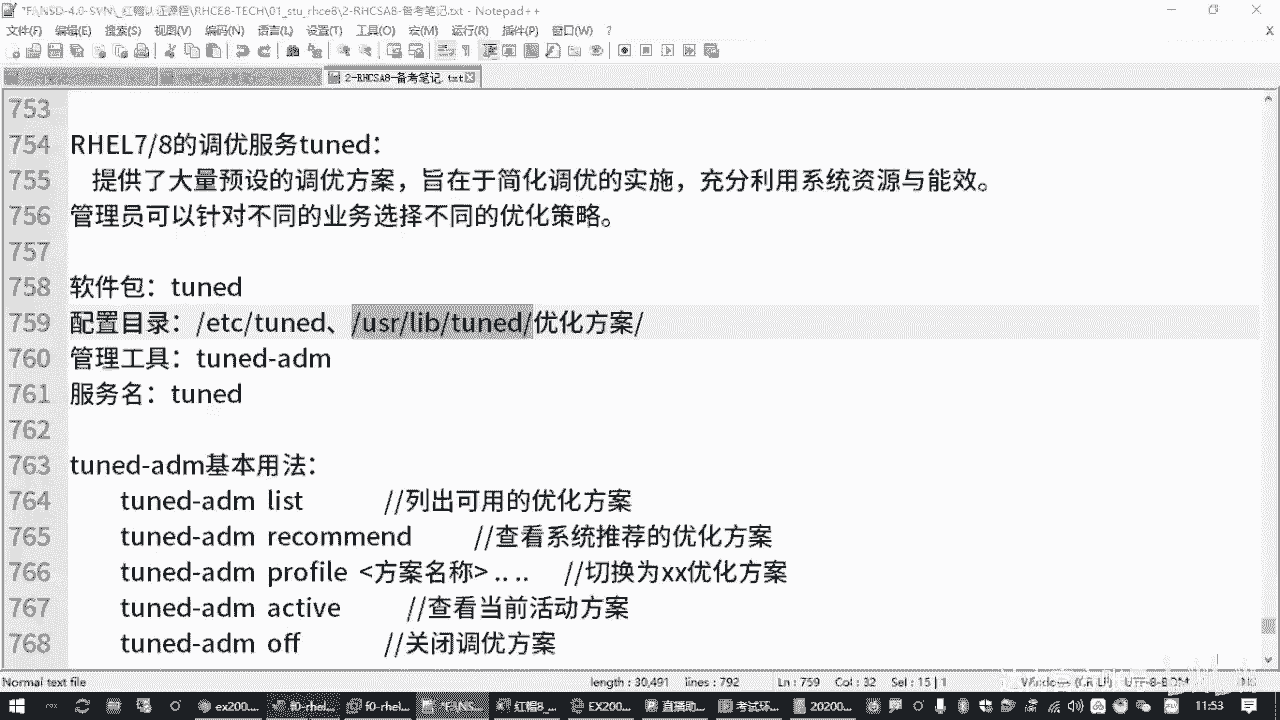 *F:\NSD-4.0-SVN\_红帽认证课程\RHCE8-TECH\01_stu_rhce8\2-RHCSA8-备考笔记.txt - Notepad++
文件(F) 编辑(E) 搜索(S) 视图(V) 编码(N) 语言(L) 设置(T) 工具(O) 宏(M) 运行(R) 插件(P) 窗口(W) ? X
2-RHCSA8-备考笔记.txt
753
754 RHEL7/8的调优服务tuned：
755 提供了大量预设的调优方案，旨在于简化调优的实施，充分利用系统资源与能效。
756 管理员可以针对不同的业务选择不同的优化策略。
757
758 软件包：tuned
759 配置目录：/etc/tuned、/usr/lib/tuned/优化方案/
760 管理工具：tuned-adm
761 服务名：tuned
762
763 tuned-adm基本用法：
764 tuned-adm list //列出可用的优化方案
765 tuned-adm recommend //查看系统推荐的优化方案
766 tuned-adm profile <方案名称> .. .. //切换为xx优化方案
767 tuned-adm active //查看当前活动方案
768 tuned-adm off //关闭调优方案
Normal text file length : 30,491 lines : 792 Ln : 759 Col : 32 Sel : 15 | 1 Windows (CR LF) UTF-8-BOM
ex200... f0-rhel... f0-rhel... 红帽8_... EX200... 直播助... 考试环... 20200... 11:53